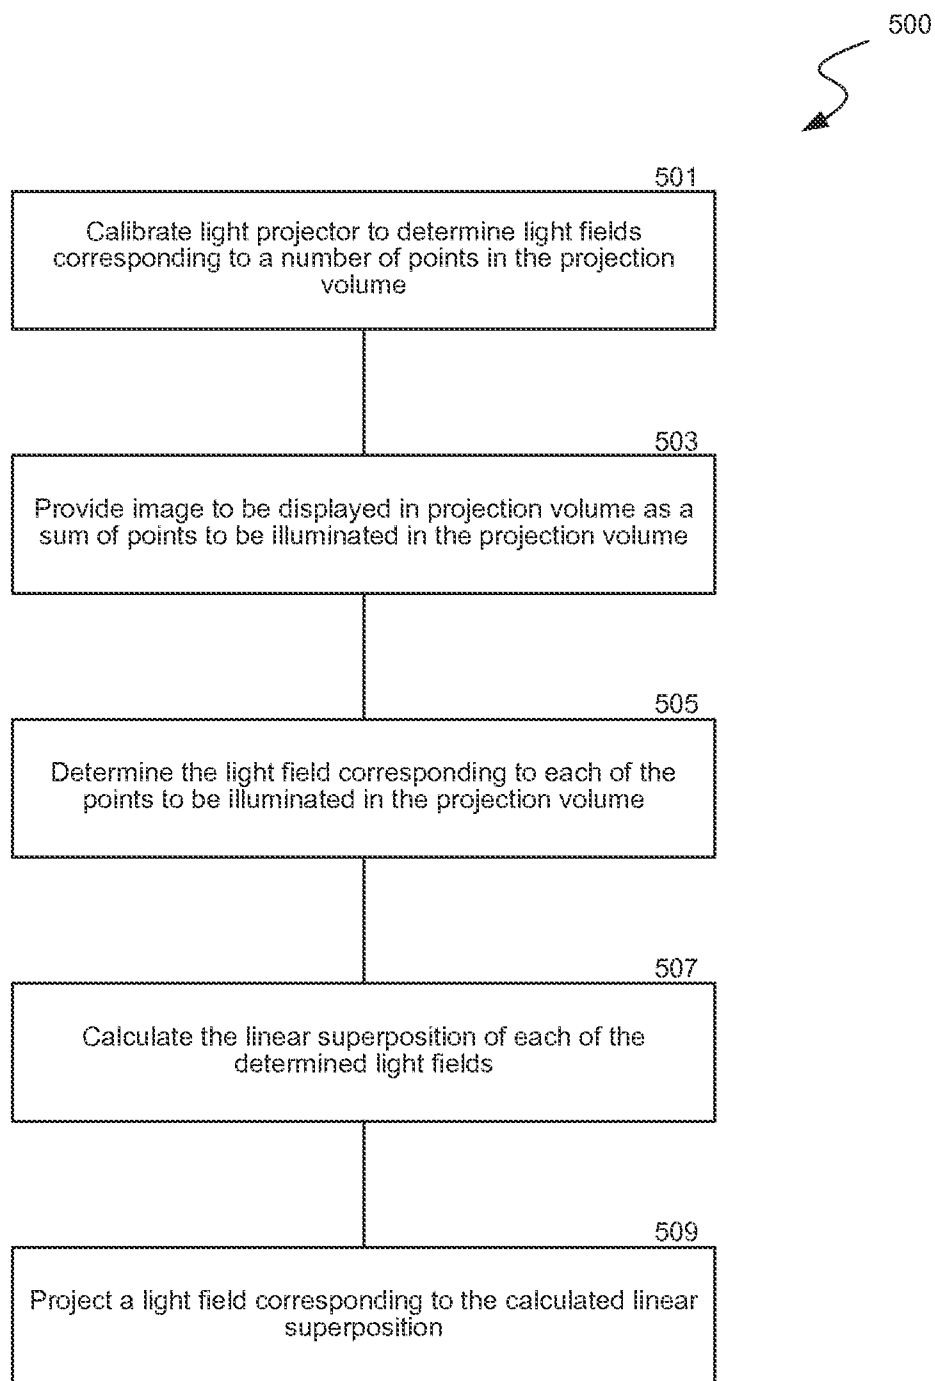 500
501
Calibrate light projector to determine light fields
corresponding to a number of points in the projection
volume
503
Provide image to be displayed in projection volume as a
sum of points to be illuminated in the projection volume
505
Determine the light field corresponding to each of the
points to be illuminated in the projection volume
507
Calculate the linear superposition of each of the
determined light fields
509
Project a light field corresponding to the calculated linear
superposition